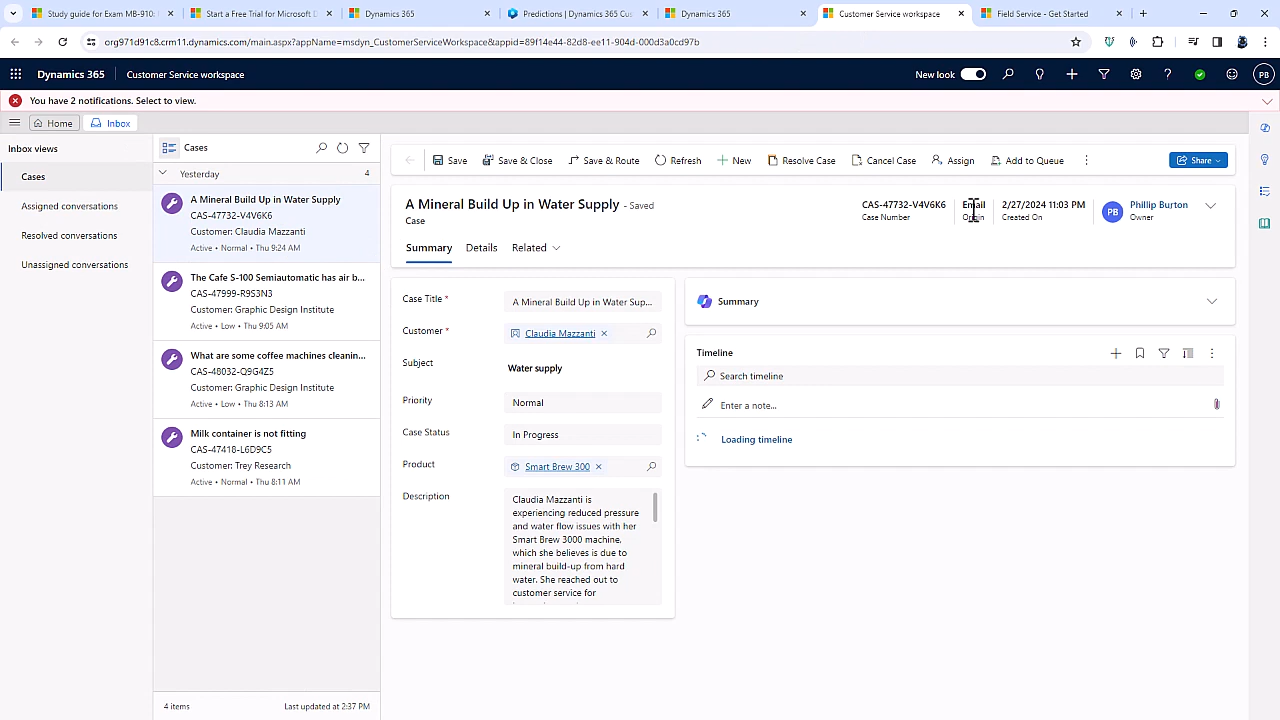 Study guide for Exam MB-910:
Start a Free Trial for Microsoft D
Dynamics 365
Predictions | Dynamics 365 Cus
Dynamics 365
Customer Service workspace
Field Service - Get Started
org971d91c8.crm11.dynamics.com/main.aspx?appName=msdyn_CustomerServiceWorkspace&appid=89f14e44-82d8-ee11-904d-000d3a0cd97b
Dynamics 365
Customer Service workspace
New look
PB
You have 2 notifications. Select to view.
Home
Inbox
Inbox views
Cases
Assigned conversations
Resolved conversations
Unassigned conversations
Cases
Yesterday 4
A Mineral Build Up in Water Supply
CAS-47732-V4V6K6
Customer: Claudia Mazzanti
Active • Normal • Thu 9:24 AM
The Cafe S-100 Semiautomatic has air b...
CAS-47999-R9S3N3
Customer: Graphic Design Institute
Active • Low • Thu 9:05 AM
What are some coffee machines cleanin...
CAS-48032-Q9G4Z5
Customer: Graphic Design Institute
Active • Low • Thu 8:13 AM
Milk container is not fitting
CAS-47418-L6D9C5
Customer: Trey Research
Active • Normal • Thu 8:11 AM
4 items
Last updated at 2:37 PM
Save
Save & Close
Save & Route
Refresh
New
Resolve Case
Cancel Case
Assign
Add to Queue
Share
A Mineral Build Up in Water Supply - Saved
Case
CAS-47732-V4V6K6
Case Number
Email
Origin
2/27/2024 11:03 PM
Created On
PB
Phillip Burton
Owner
Summary
Details
Related
Case Title *
A Mineral Build Up in Water Sup...
Customer *
Claudia Mazzanti
Subject
Water supply
Priority
Normal
Case Status
In Progress
Product
Smart Brew 300
Description
Claudia Mazzanti is
experiencing reduced pressure
and water flow issues with her
Smart Brew 3000 machine,
which she believes is due to
mineral build-up from hard
water. She reached out to
customer service for
Summary
Timeline
Search timeline
Enter a note...
Loading timeline